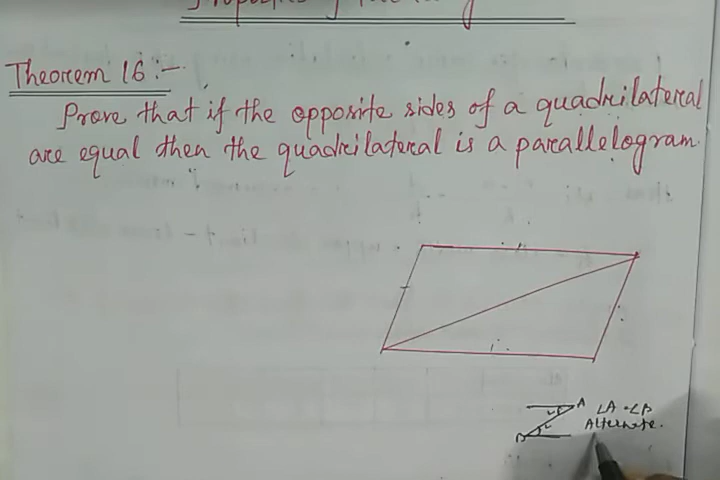 Theorem 16:-
Prove that if the opposite sides of a quadrilateral
are equal then the quadrilateral is a parallelogram.
A ∠A = ∠B
Alternate.
B